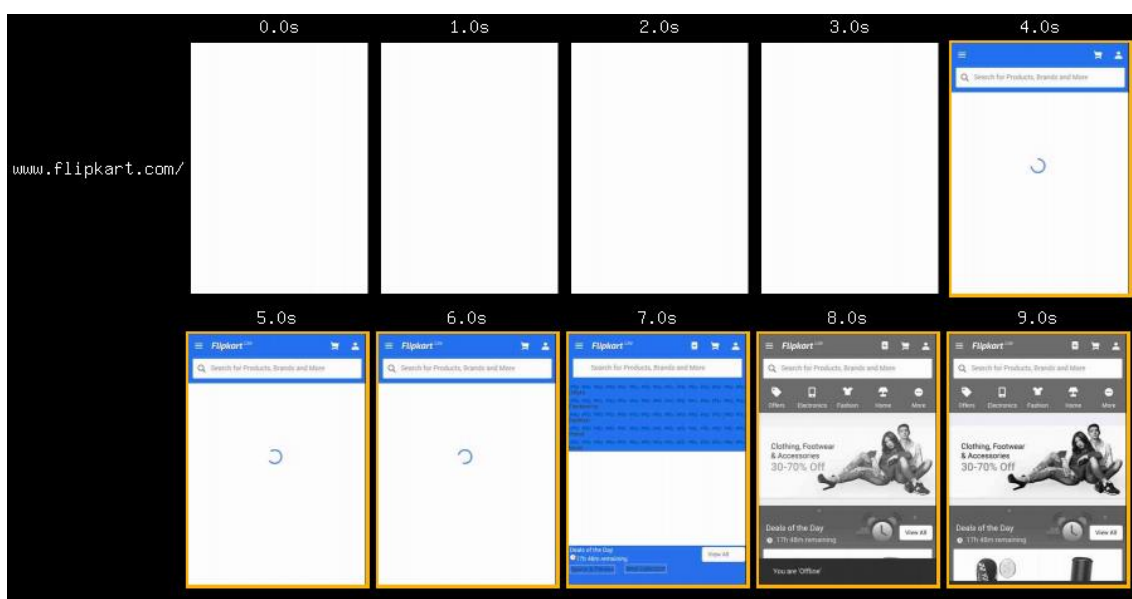 0.0s 1.0s 2.0s 3.0s 4.0s
Search for Products, Brands and More
www.flipkart.com/
5.0s 6.0s 7.0s 8.0s 9.0s
Flipkart Flipkart Flipkart Flipkart Flipkart
Search for Products, Brands and More Search for Products, Brands and More Search for Products, Brands and More Search for Products, Brands and More Search for Products, Brands and More
Offers Electronics Fashion Home More Offers Electronics Fashion Home More
Clothing, Footwear Clothing, Footwear
& Accessories & Accessories
30-70% Off 30-70% Off
Deals of the Day Deals of the Day
17h 48m remaining View All 17h 48m remaining View All
Deals of the Day
17h 48m remaining View All
You are 'Offline'